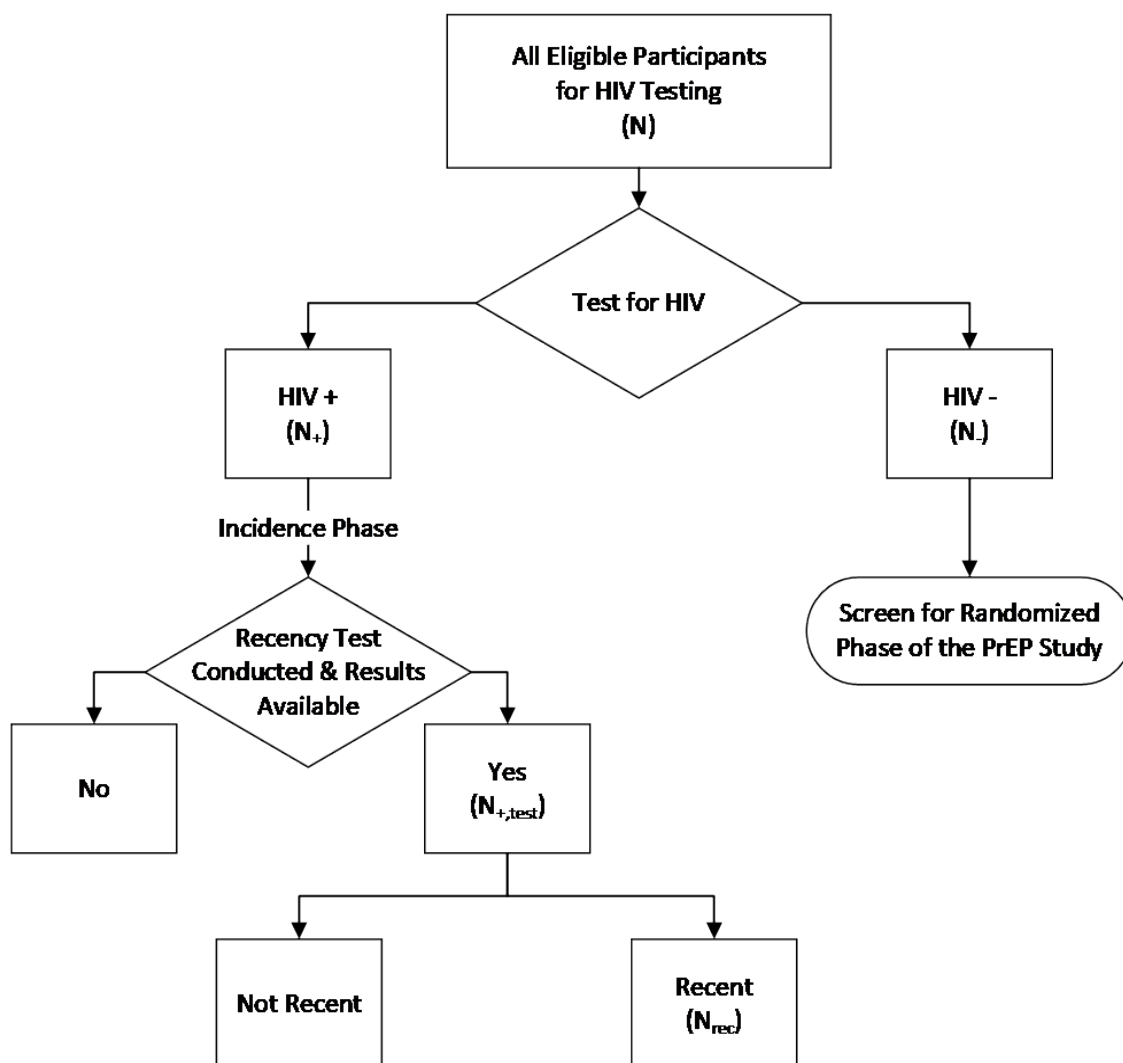 All Eligible Participants
for HIV Testing
(N)
Test for HIV
HIV +
(N₊)
HIV -
(N₋)
Incidence Phase
Screen for Randomized
Phase of the PrEP Study
Recency Test
Conducted & Results
Available
No
Yes
(N₊,test)
Not Recent
Recent
(Nrec)